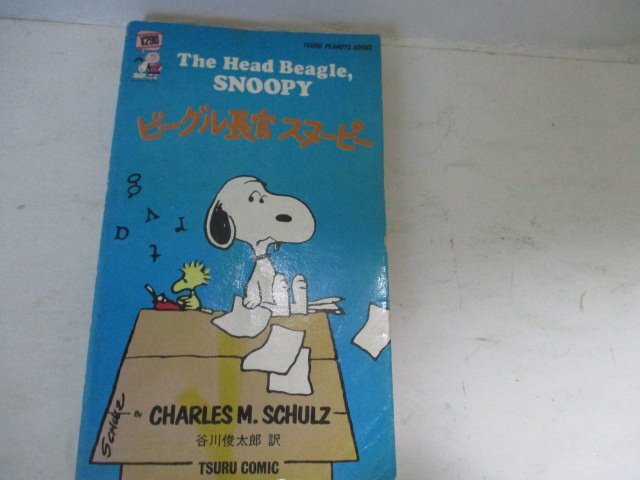 TSURU PEANUTS BOOKS
¥290
The Head Beagle,
SNOOPY
ビーグル長官 スヌーピー
SCHULZ
CHARLES M. SCHULZ
谷川俊太郎 訳
TSURU COMIC